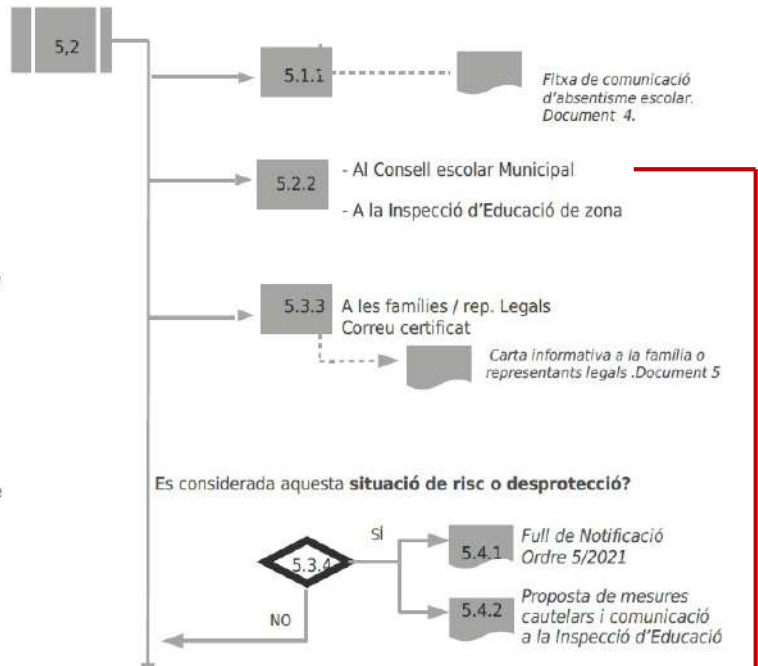 5,2
5.1.1
Fitxa de comunicació
d'absentisme escolar.
Document 4.
5.2.2
- Al Consell escolar Municipal
- A la Inspecció d'Educació de zona
5.3.3
A les famílies / rep. Legals
Correu certificat
Carta informativa a la família o
representants legals .Document 5
Es considerada aquesta situació de risc o desprotecció?
5.3.4
SÍ
NO
5.4.1
Full de Notificació
Ordre 5/2021
5.4.2
Proposta de mesures
cautelars i comunicació
a la Inspecció d'Educació